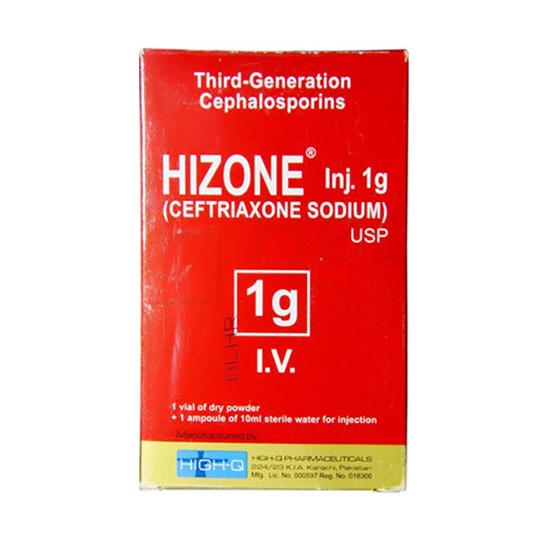 Third-Generation
Cephalosporins
HIZONE® Inj. 1g
(CEFTRIAXONE SODIUM)
USP
1g
I.V.
1 vial of dry powder
+ 1 ampoule of 10ml sterile water for injection
Manufactured by:
HIGH-Q
HIGH-Q PHARMACEUTICALS
224/23 K.I.A. Karachi, Pakistan
Mfg. Lic. No. 000597 Reg. No. 018300